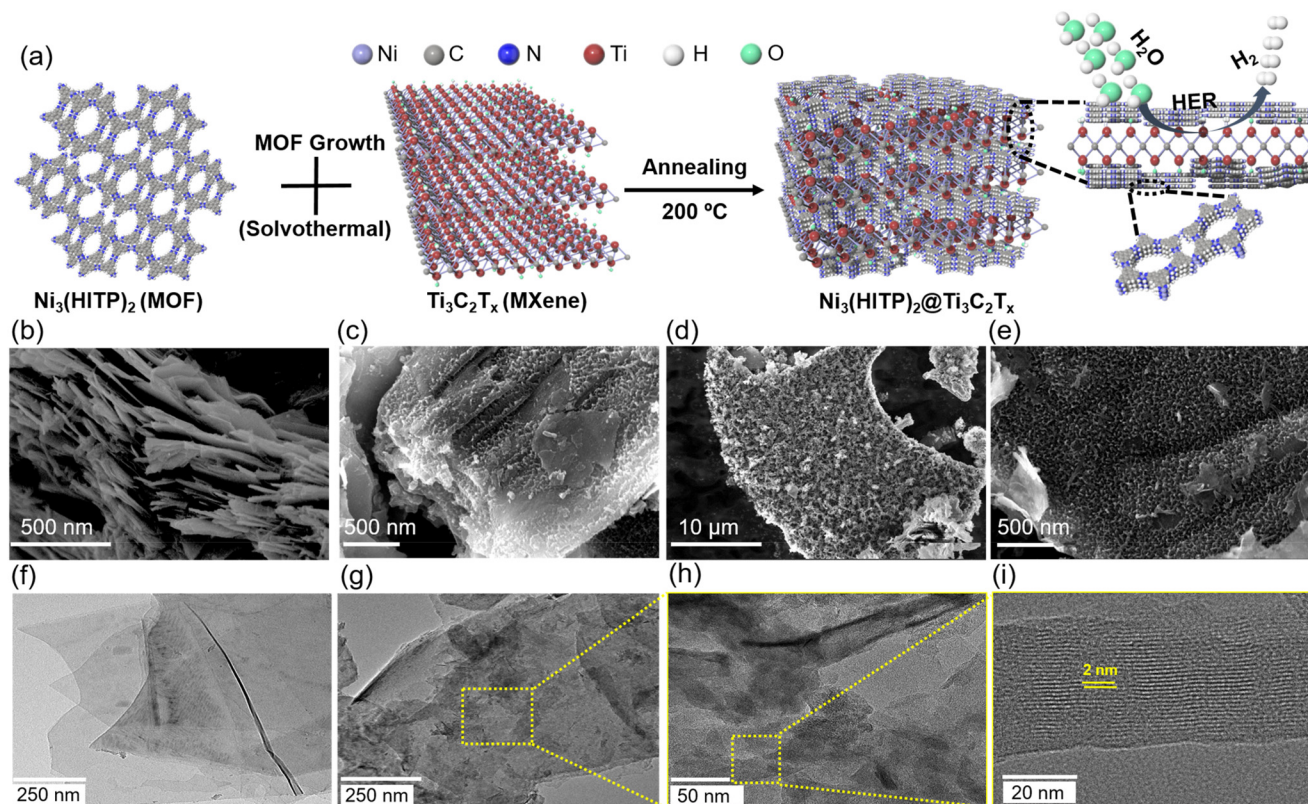 (a)
Ni C N Ti H O
H₂O
H₂
HER
MOF Growth
(Solvothermal)
Annealing
200 ºC
Ni₃(HITP)₂ (MOF)
Ti₃C₂Tₓ (MXene)
Ni₃(HITP)₂@Ti₃C₂Tₓ
(b)
(c)
(d)
(e)
500 nm
500 nm
10 µm
500 nm
(f)
(g)
(h)
(i)
2 nm
250 nm
250 nm
50 nm
20 nm